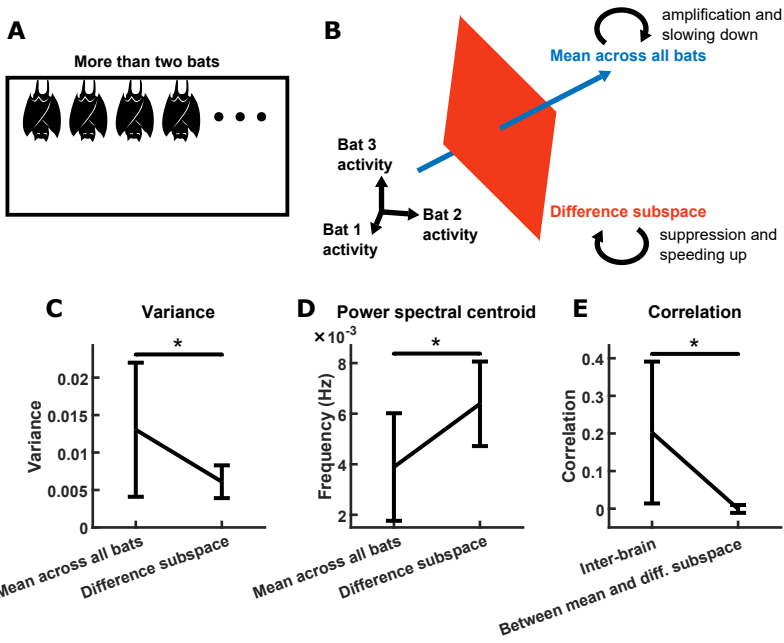 A
More than two bats
B
amplification and
slowing down
Mean across all bats
Bat 3
activity
Bat 2
activity
Bat 1
activity
Difference subspace
suppression and
speeding up
C
Variance
*
Variance
0.02
0.015
0.01
0.005
0
Mean across all bats
Difference subspace
D
Power spectral centroid
×10⁻³
*
Frequency (Hz)
8
6
4
2
Mean across all bats
Difference subspace
E
Correlation
*
Correlation
0.4
0.3
0.2
0.1
0
Inter-brain
Between mean and diff. subspace